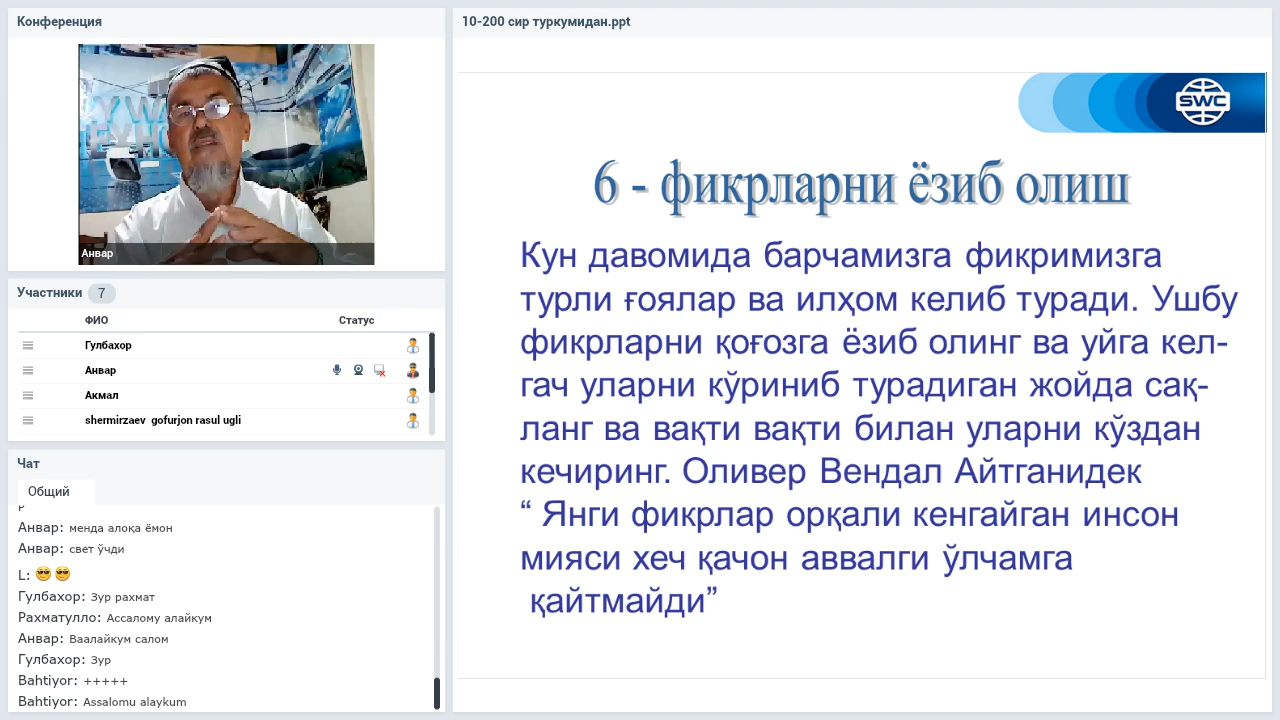 Конференция
Анвар
Участники 7
ФИО Статус
Гулбахор
Анвар
Акмал
shermirzaev gofurjon rasul ugli
Чат
Общий
Анвар: менда алоқа ёмон
Анвар: свет ўчди
L:
Гулбахор: Зур рахмат
Рахматулло: Ассалому алайкум
Анвар: Ваалайкум салом
Гулбахор: Зур
Bahtiyor: +++++
Bahtiyor: Assalomu alaykum
10-200 сир туркумидан.ppt
SWC
6 - фикрларни ёзиб олиш
Кун давомида барчамизга фикримизга
турли ғоялар ва илҳом келиб туради. Ушбу
фикрларни қоғозга ёзиб олинг ва уйга кел-
гач уларни кўриниб турадиган жойда сақ-
ланг ва вақти вақти билан уларни кўздан
кечиринг. Оливер Вендал Айтганидек
“ Янги фикрлар орқали кенгайган инсон
мияси хеч қачон аввалги ўлчамга
қайтмайди”